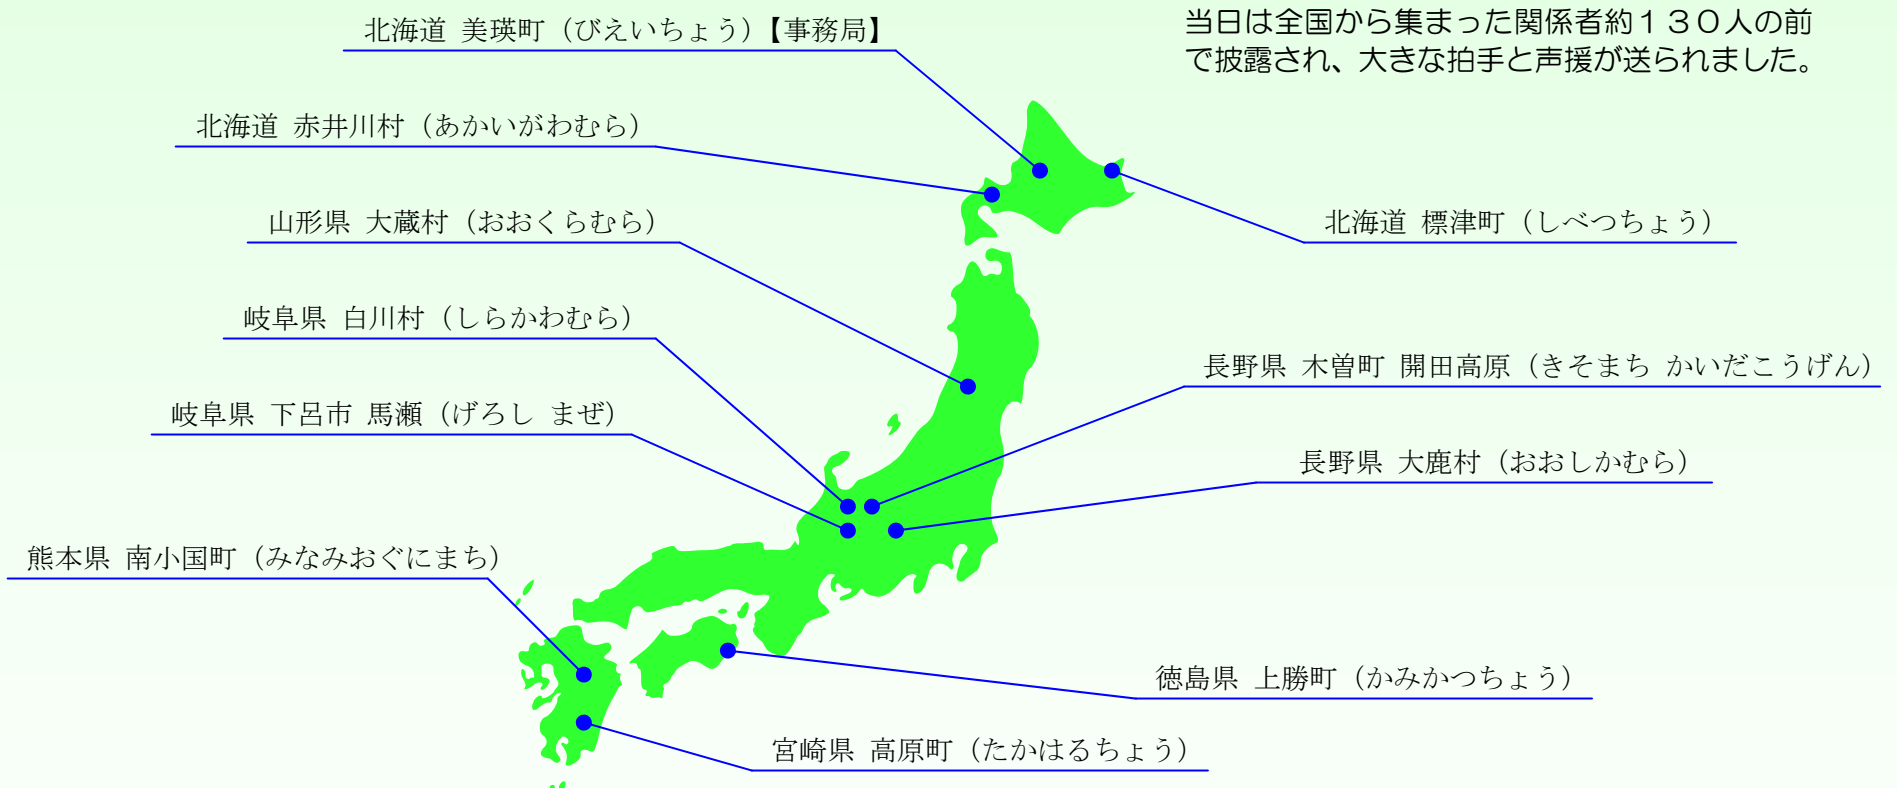 当日は全国から集まった関係者約１３０人の前
で披露され、大きな拍手と声援が送られました。
北海道 美瑛町（びえいちょう）【事務局】
北海道 赤井川村（あかいがわむら）
山形県 大蔵村（おおくらむら）
北海道 標津町（しべつちょう）
岐阜県 白川村（しらかわむら）
長野県 木曽町 開田高原（きそまち かいだこうげん）
岐阜県 下呂市 馬瀬（げろし まぜ）
長野県 大鹿村（おおしかむら）
熊本県 南小国町（みなみおぐにまち）
徳島県 上勝町（かみかつちょう）
宮崎県 高原町（たかはるちょう）